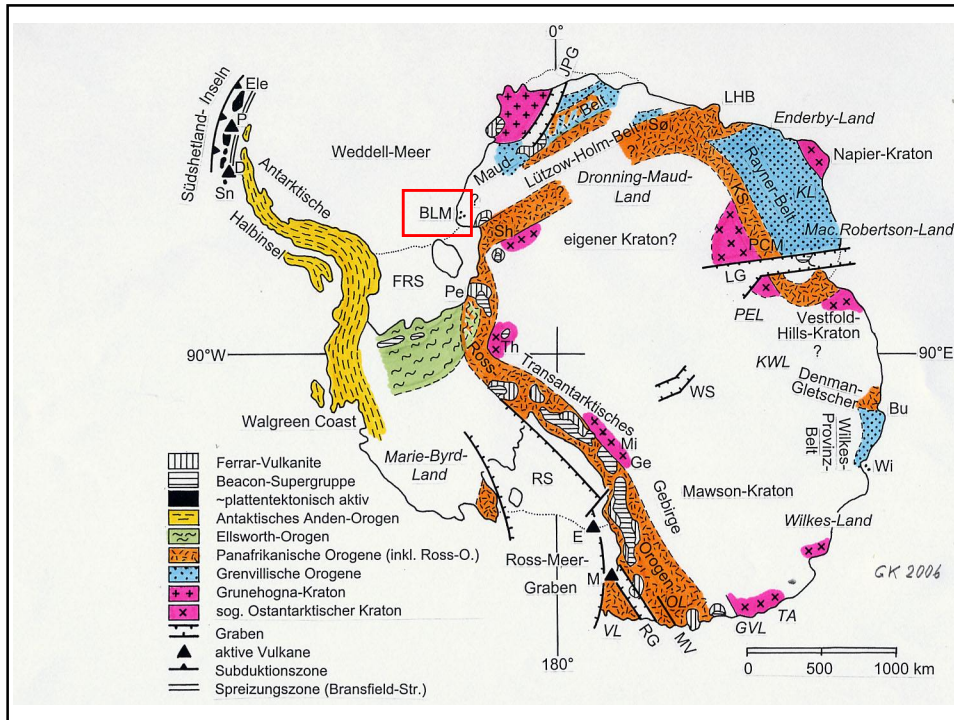 0°
JPG
Ele
P
D
Sn
Südshetland- Inseln
Antarktische
Halbinsel
Weddell-Meer
BLM
?
Maud-
Belt
Lützow-Holm-Belt
Sø
?
LHB
Enderby-Land
Napier-Kraton
Rayner-Belt
KL
KS
Mac.Robertson-Land
Dronning-Maud-
Land
Sh
eigener Kraton?
PCM
LG
PEL
Vestfold-
Hills-Kraton
?
FRS
Pe
90°W
90°E
Th
Ross-
Transantarktisches
Gebirge
WS
KWL
Denman-
Gletscher
Bu
Wilkes-
Provinz-
Belt
Wi
Walgreen Coast
Marie-Byrd-
Land
Mi
Ge
RS
Mawson-Kraton
Wilkes-Land
E
Ross-Meer-
Graben
M
Orogen
OL
VL
RG
MV
GVL
TA
GK 2006
180°
Ferrar-Vulkanite
Beacon-Supergruppe
~plattentektonisch aktiv
Antaktisches Anden-Orogen
Ellsworth-Orogen
Panafrikanische Orogene (inkl. Ross-O.)
Grenvillische Orogene
Grunehogna-Kraton
sog. Ostantarktischer Kraton
Graben
aktive Vulkane
Subduktionszone
Spreizungszone (Bransfield-Str.)
0 500 1000 km